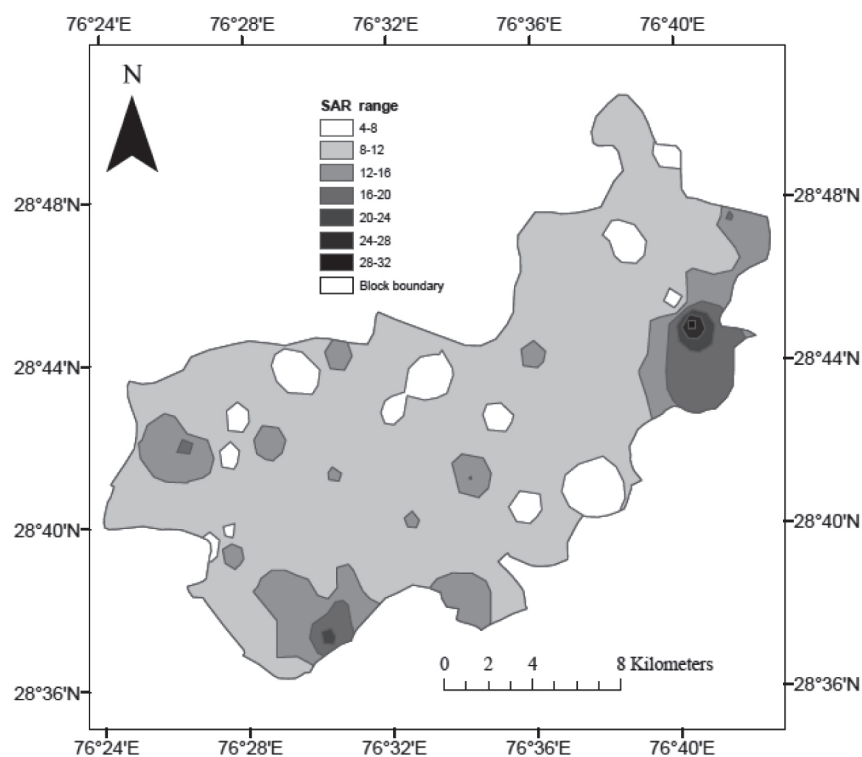 76°24'E 76°28'E 76°32'E 76°36'E 76°40'E
N
SAR range
4-8
8-12
12-16
16-20
20-24
24-28
28-32
Block boundary
28°48'N 28°48'N
28°44'N 28°44'N
28°40'N 28°40'N
0 2 4 8 Kilometers
28°36'N 28°36'N
76°24'E 76°28'E 76°32'E 76°36'E 76°40'E